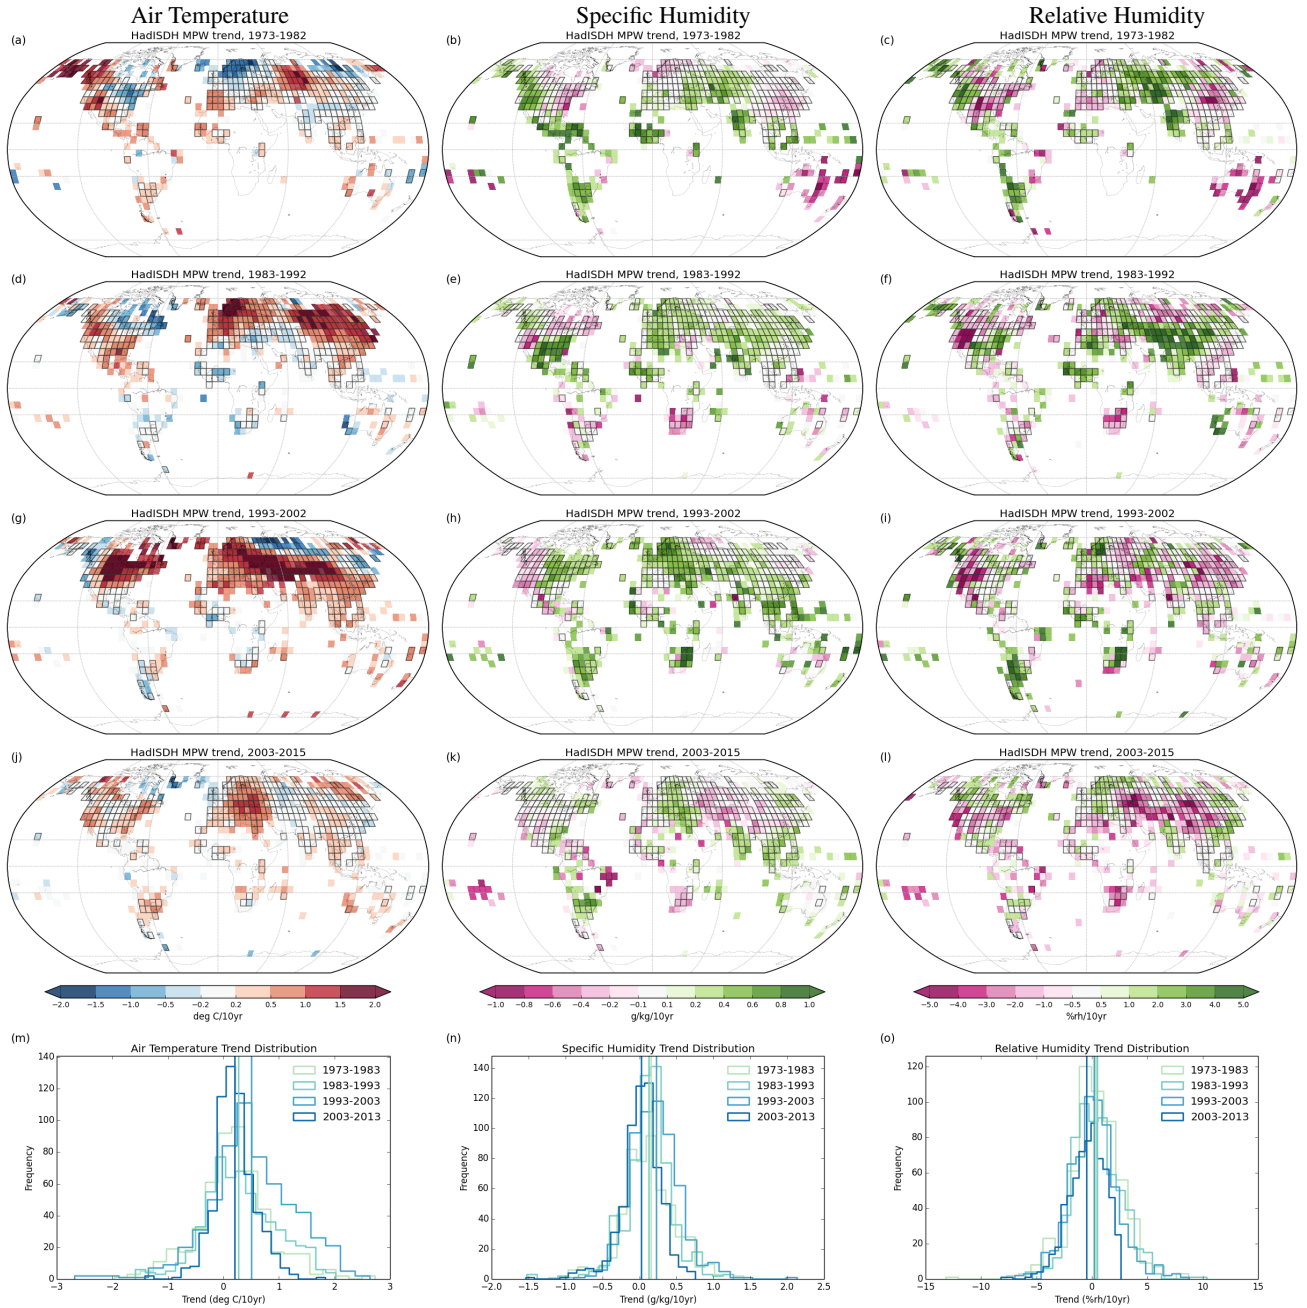 Air Temperature
Specific Humidity
Relative Humidity
(a) HadISDH MPW trend, 1973-1982
(b) HadISDH MPW trend, 1973-1982
(c) HadISDH MPW trend, 1973-1982
(d) HadISDH MPW trend, 1983-1992
(e) HadISDH MPW trend, 1983-1992
(f) HadISDH MPW trend, 1983-1992
(g) HadISDH MPW trend, 1993-2002
(h) HadISDH MPW trend, 1993-2002
(i) HadISDH MPW trend, 1993-2002
(j) HadISDH MPW trend, 2003-2015
(k) HadISDH MPW trend, 2003-2015
(l) HadISDH MPW trend, 2003-2015
−2.0 −1.5 −1.0 −0.5 −0.2 0.2 0.5 1.0 1.5 2.0
deg C/10yr
−1.0 −0.8 −0.6 −0.4 −0.1 0.1 0.2 0.4 0.6 0.8 1.0
g/kg/10yr
−5.0 −4.0 −3.0 −2.0 −1.0 −0.5 0.5 1.0 2.0 3.0 4.0 5.0
%rh/10yr
(m) Air Temperature Trend Distribution
140
120
100
80
60
40
20
0
Frequency
1973-1983
1983-1993
1993-2003
2003-2013
−3 −2 −1 0 1 2 3
Trend (deg C/10yr)
(n) Specific Humidity Trend Distribution
140
120
100
80
60
40
20
0
Frequency
1973-1983
1983-1993
1993-2003
2003-2013
−2.0 −1.5 −1.0 −0.5 0.0 0.5 1.0 1.5 2.0 2.5
Trend (g/kg/10yr)
(o) Relative Humidity Trend Distribution
120
100
80
60
40
20
0
Frequency
1973-1983
1983-1993
1993-2003
2003-2013
−15 −10 −5 0 5 10 15
Trend (%rh/10yr)